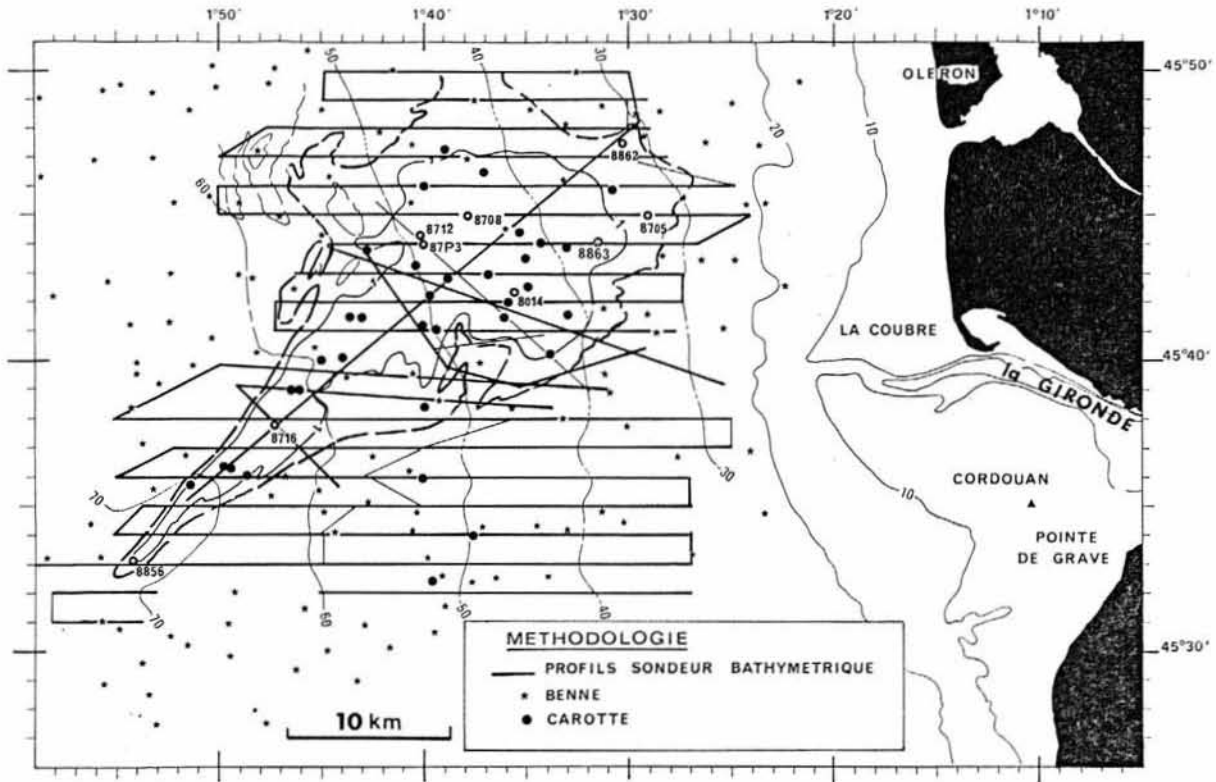 1°50' 1°40' 1°30' 1°20' 1°10'
45°50'
OLERON
50 40 30
20 10
60
8862
8708 8705
8712
87P3 8863
8014
LA COUBRE
45°40'
la GIRONDE
8716
30
10
70
CORDOUAN
POINTE
DE GRAVE
8856
70 60 50 40
METHODOLOGIE
PROFILS SONDEUR BATHYMETRIQUE
BENNE
CAROTTE
45°30'
10 km